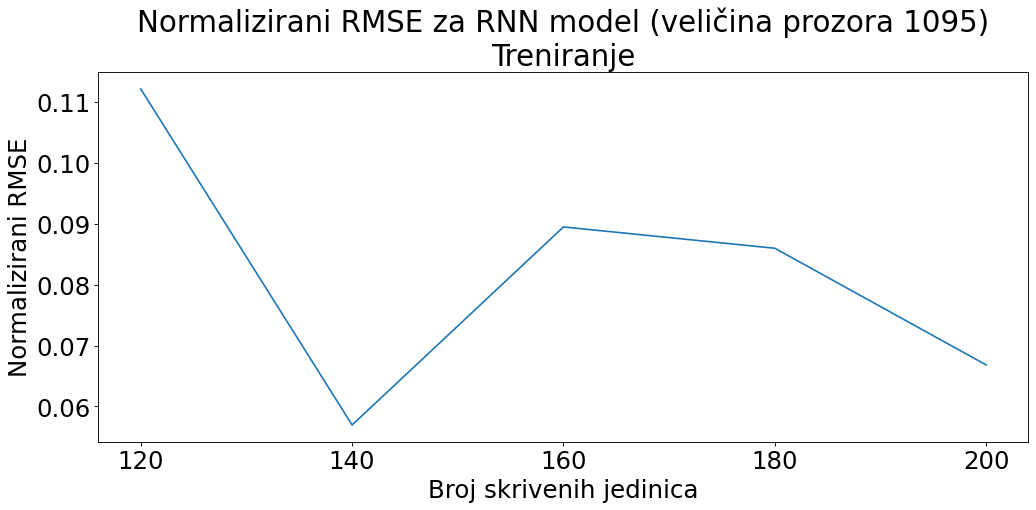 Normalizirani RMSE za RNN model (veličina prozora 1095)
Treniranje
Normalizirani RMSE
0.11
0.10
0.09
0.08
0.07
0.06
120 140 160 180 200
Broj skrivenih jedinica